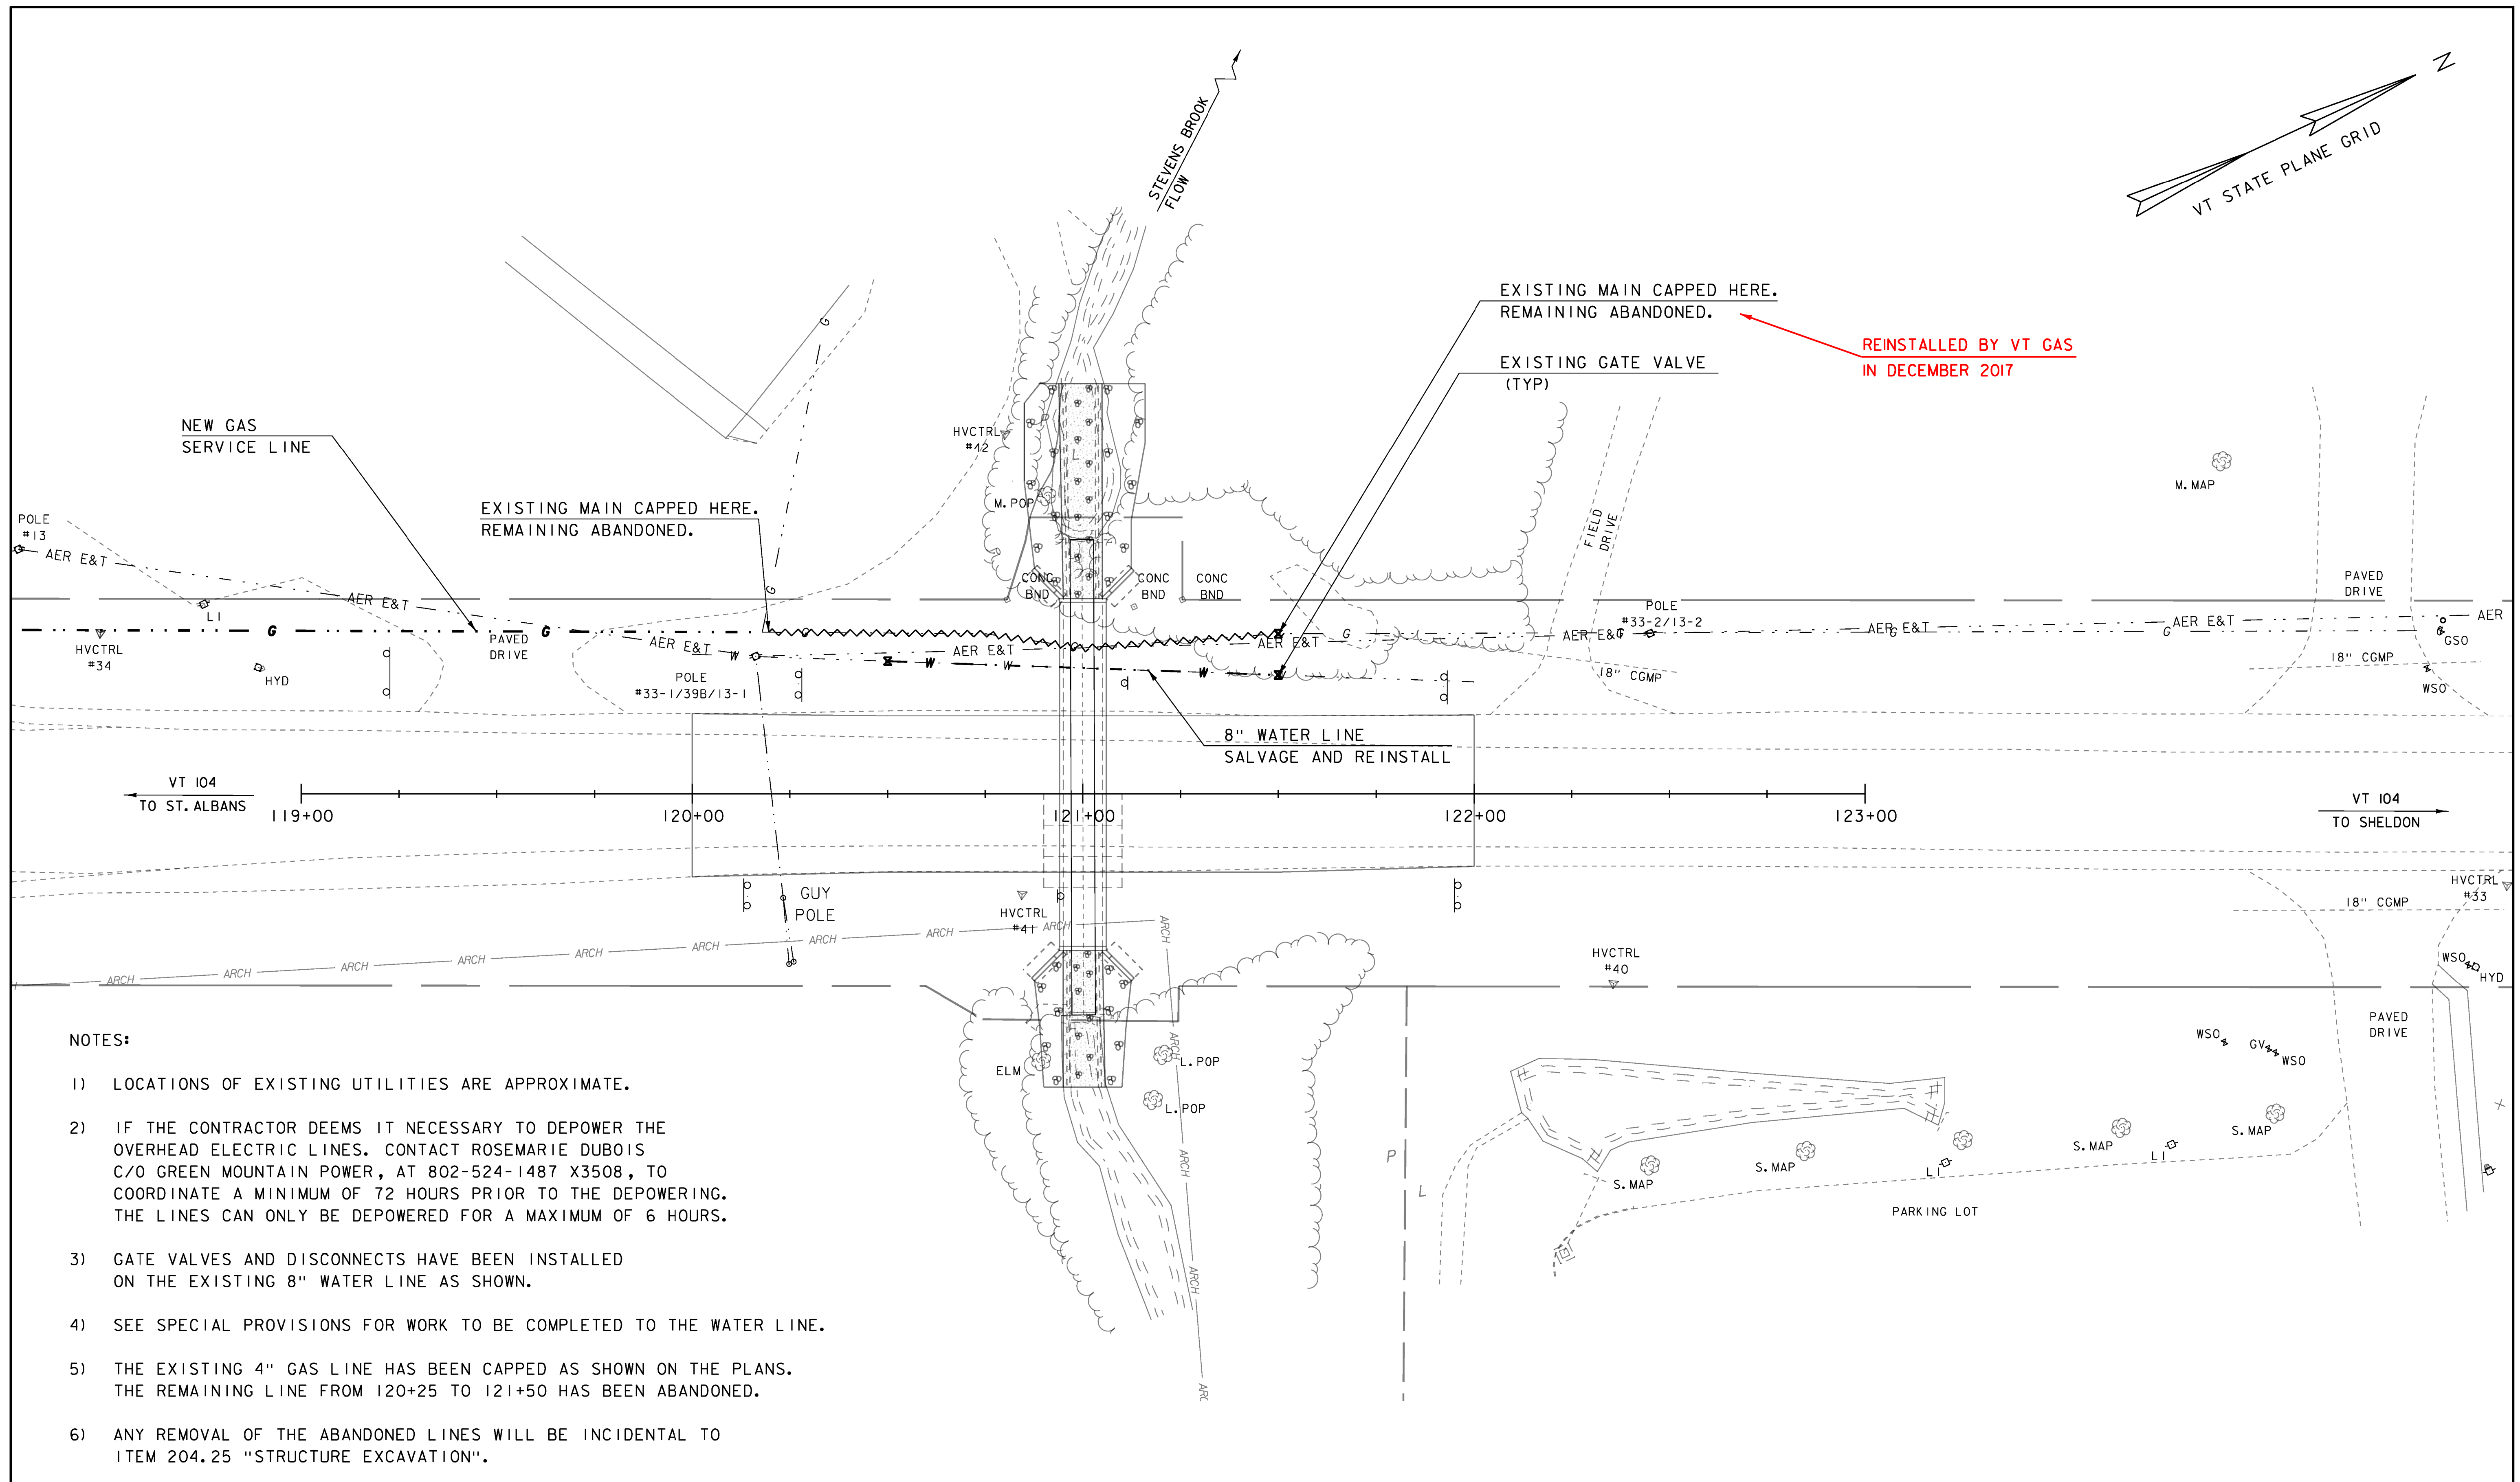 STEVENS BROOK
FLOW
N
VT STATE PLANE GRID
EXISTING MAIN CAPPED HERE.
REMAINING ABANDONED.
REINSTALLED BY VT GAS
IN DECEMBER 2017
EXISTING GATE VALVE
(TYP)
G
NEW GAS
SERVICE LINE
HVCTRL
#42
M. MAP
EXISTING MAIN CAPPED HERE.
REMAINING ABANDONED.
M. POP
FIELD
DRIVE
POLE
#13
AER E&T
AER E&T
G
CONC
BND
CONC
BND
CONC
BND
PAVED
DRIVE
LI
POLE
#33-2/13-2
G
G
PAVED
DRIVE
G
G
G
AER E&T
G
AER E&T
G
G
AER E&T
AER
GSO
HVCTRL
#34
HYD
AER E&T
W
AER E&T
AER E&T
W
W
W
POLE
#33-1/39B/13-1
18" CGMP
18" CGMP
WSO
8" WATER LINE
SALVAGE AND REINSTALL
VT 104
TO ST. ALBANS
119+00
120+00
121+00
122+00
123+00
VT 104
TO SHELDON
GUY
POLE
HVCTRL
#41
HVCTRL
#33
18" CGMP
ARCH
ARCH
ARCH
ARCH
ARCH
ARCH
ARCH
ARCH
ARCH
ARCH
HVCTRL
#40
WSO
HYD
PAVED
DRIVE
WSO
GV
WSO
ARCH
ELM
L. POP
L. POP
ARCH
ARCH
ARC
P
L
S. MAP
S. MAP
S. MAP
S. MAP
LI
LI
PARKING LOT
NOTES:
1) LOCATIONS OF EXISTING UTILITIES ARE APPROXIMATE.
2) IF THE CONTRACTOR DEEMS IT NECESSARY TO DEPOWER THE
OVERHEAD ELECTRIC LINES. CONTACT ROSEMARIE DUBOIS
C/O GREEN MOUNTAIN POWER, AT 802-524-1487 X3508, TO
COORDINATE A MINIMUM OF 72 HOURS PRIOR TO THE DEPOWERING.
THE LINES CAN ONLY BE DEPOWERED FOR A MAXIMUM OF 6 HOURS.
3) GATE VALVES AND DISCONNECTS HAVE BEEN INSTALLED
ON THE EXISTING 8" WATER LINE AS SHOWN.
4) SEE SPECIAL PROVISIONS FOR WORK TO BE COMPLETED TO THE WATER LINE.
5) THE EXISTING 4" GAS LINE HAS BEEN CAPPED AS SHOWN ON THE PLANS.
THE REMAINING LINE FROM 120+25 TO 121+50 HAS BEEN ABANDONED.
6) ANY REMOVAL OF THE ABANDONED LINES WILL BE INCIDENTAL TO
ITEM 204.25 "STRUCTURE EXCAVATION".